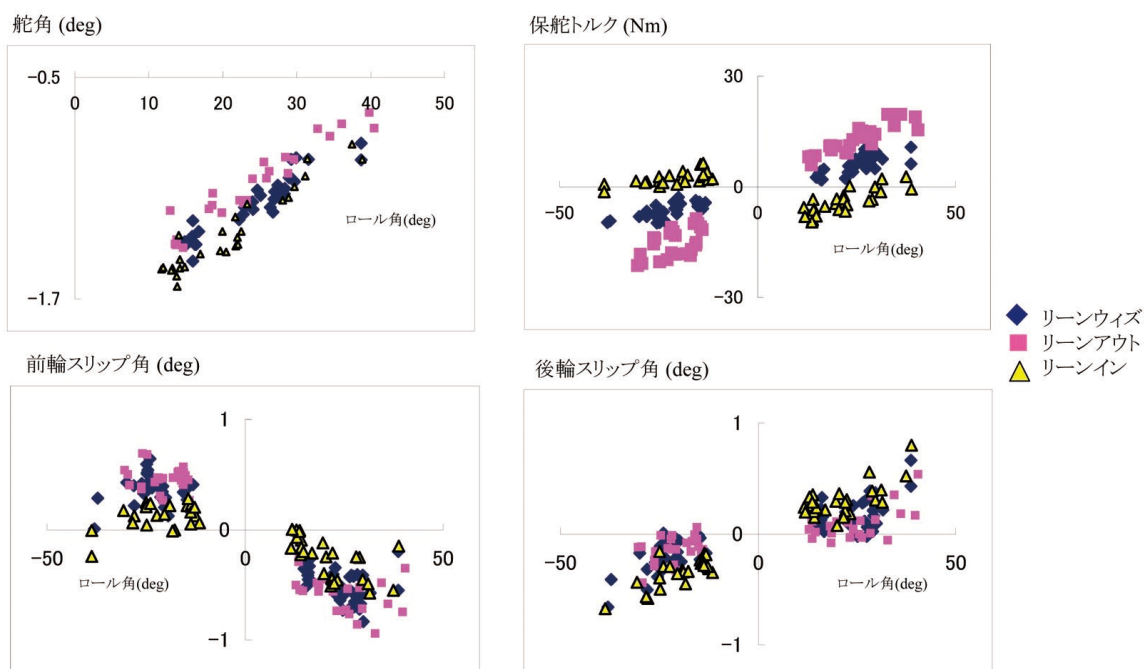 舵角 (deg)
-0.5
0 10 20 30 40 50
ロール角(deg)
-1.7
保舵トルク (Nm)
30
-50 0 50
0
ロール角(deg)
-30
リーンウィズ
リーンアウト
リーンイン
前輪スリップ角 (deg)
1
0
-50 0 50
ロール角(deg)
-1
後輪スリップ角 (deg)
1
0
-50 0 50
ロール角(deg)
-1